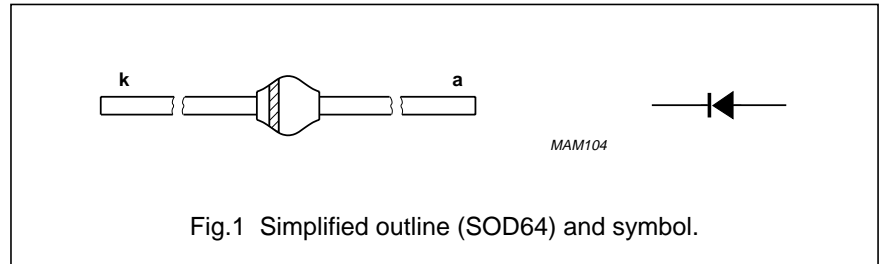 k
a
MAM104
Fig.1 Simplified outline (SOD64) and symbol.